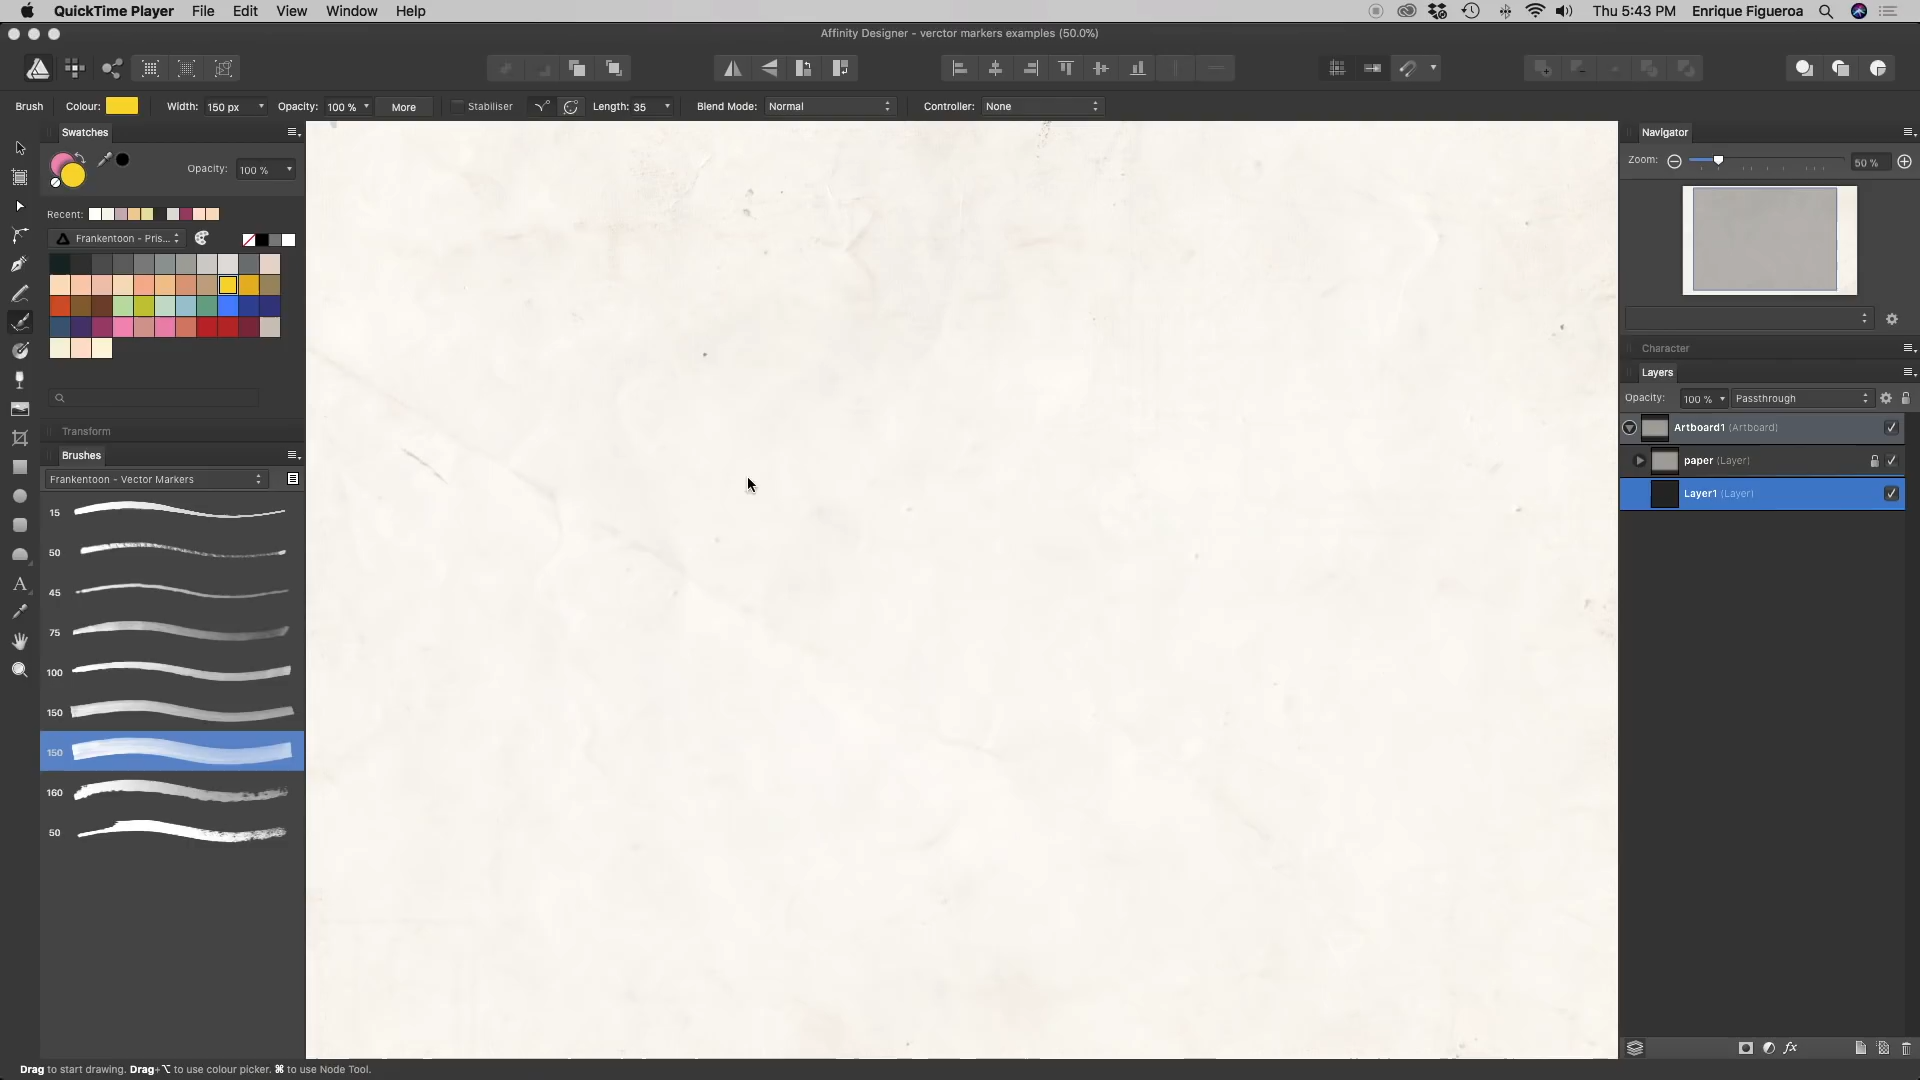 QuickTime Player File Edit View Window Help
Thu 5:43 PM Enrique Figueroa
Affinity Designer - verctor markers examples (50.0%)
Brush Colour: Width: 150 px Opacity: 100 % More Stabiliser Length: 35 Blend Mode: Normal Controller: None
Swatches
Opacity: 100 %
Recent:
Frankentoon - Pris...
Transform
Brushes
Frankentoon - Vector Markers
15
50
45
75
100
150
150
160
50
Navigator
Zoom: 50 %
Character
Layers
Opacity: 100 % Passthrough
Artboard1 (Artboard)
paper (Layer)
Layer1 (Layer)
fx
Drag to start drawing. Drag+⌥ to use colour picker. ⌘ to use Node Tool.